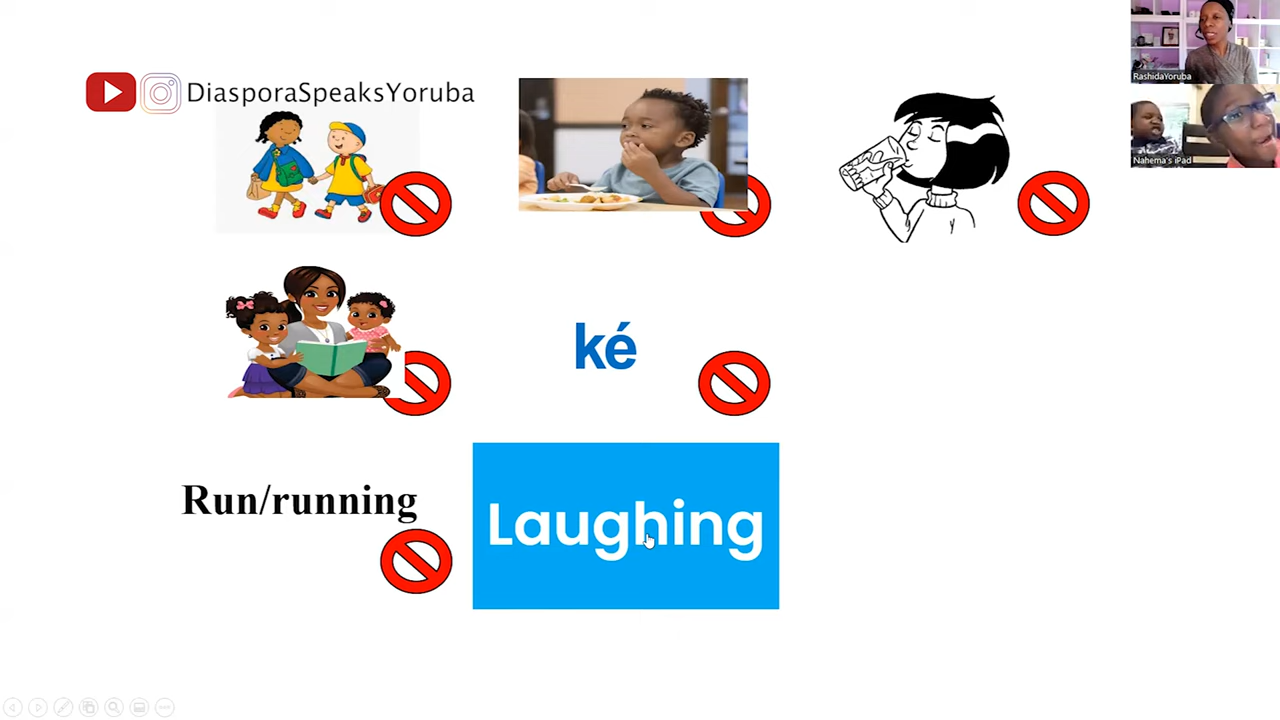 DiasporaSpeaksYoruba
RashidaYoruba
Nahema's iPad
ké
Run/running
Laughing